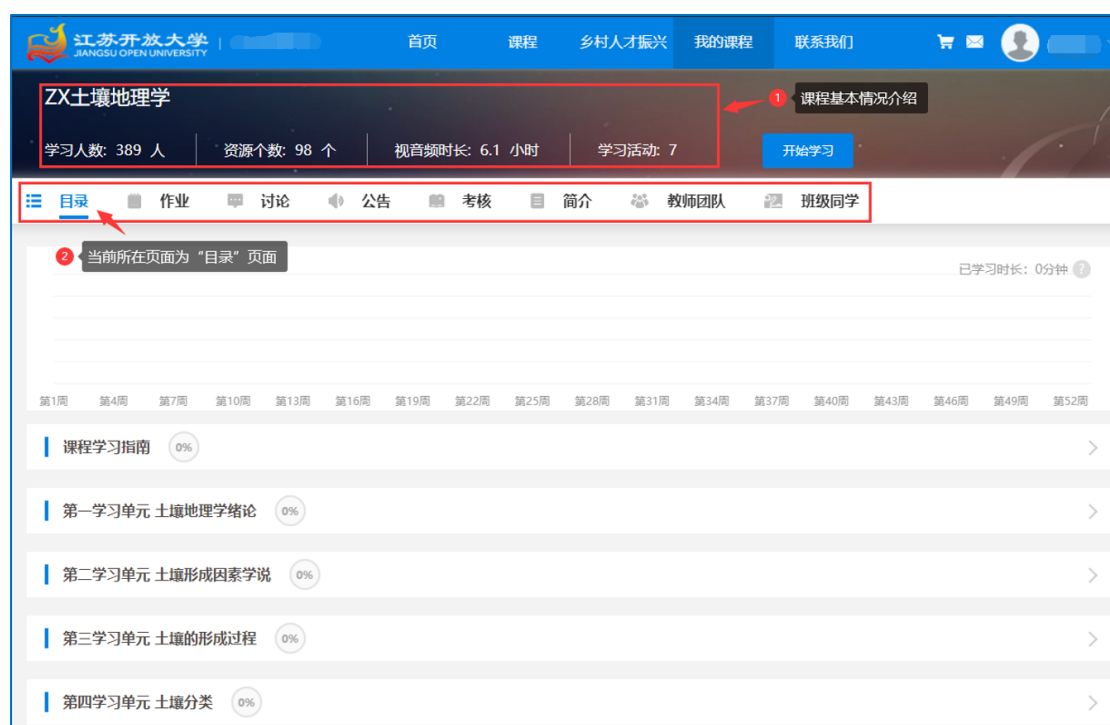 江苏开放大学 首页 课程 乡村人才振兴 我的课程 联系我们
JIANGSU OPEN UNIVERSITY
ZX土壤地理学
1 课程基本情况介绍
学习人数: 389 人 资源个数: 98 个 视音频时长: 6.1 小时 学习活动: 7 开始学习
目录 作业 讨论 公告 考核 简介 教师团队 班级同学
2 当前所在页面为“目录”页面
已学习时长: 0分钟 ?
第1周 第4周 第7周 第10周 第13周 第16周 第19周 第22周 第25周 第28周 第31周 第34周 第37周 第40周 第43周 第46周 第49周 第52周
课程学习指南 0%
第一学习单元 土壤地理学绪论 0%
第二学习单元 土壤形成因素学说 0%
第三学习单元 土壤的形成过程 0%
第四学习单元 土壤分类 0%